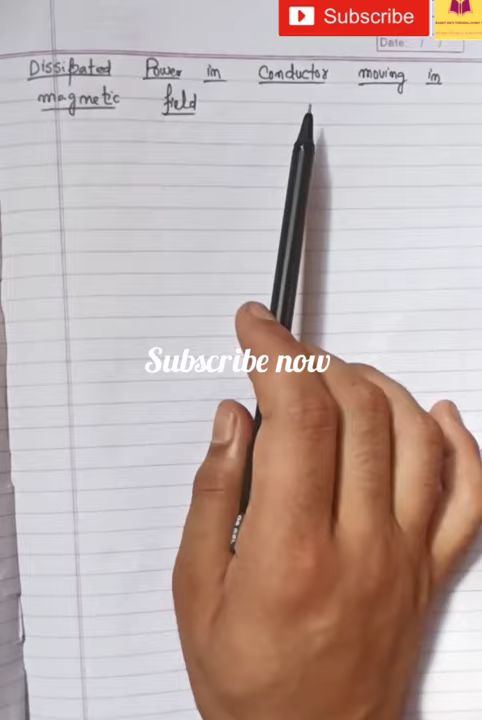 Subscribe
Date: / /
Dissipated Power in Conductor moving in
magnetic field
Subscribe now